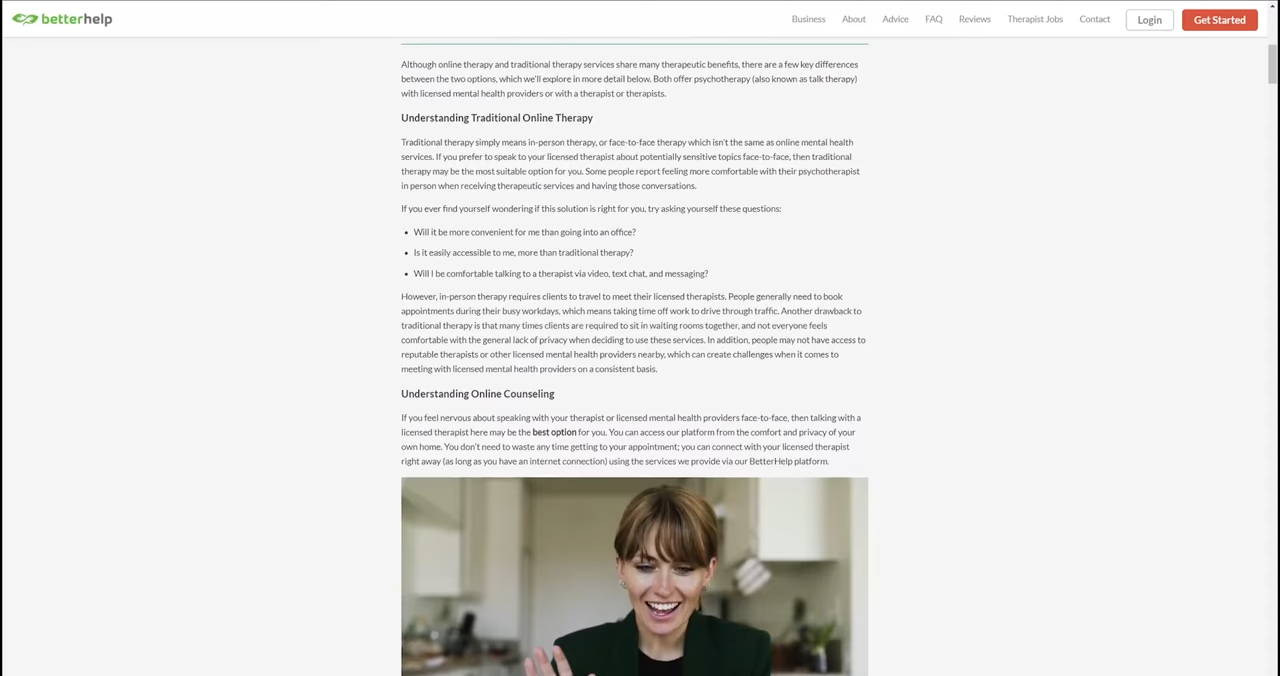 betterhelp
Business About Advice FAQ Reviews Therapist Jobs Contact Login Get Started
Although online therapy and traditional therapy services share many therapeutic benefits, there are a few key differences
between the two options, which we'll explore in more detail below. Both offer psychotherapy (also known as talk therapy)
with licensed mental health providers or with a therapist or therapists.
Understanding Traditional Online Therapy
Traditional therapy simply means in-person therapy, or face-to-face therapy which isn't the same as online mental health
services. If you prefer to speak to your licensed therapist about potentially sensitive topics face-to-face, then traditional
therapy may be the most suitable option for you. Some people report feeling more comfortable with their psychotherapist
in person when receiving therapeutic services and having those conversations.
If you ever find yourself wondering if this solution is right for you, try asking yourself these questions:
• Will it be more convenient for me than going into an office?
• Is it easily accessible to me, more than traditional therapy?
• Will I be comfortable talking to a therapist via video, text chat, and messaging?
However, in-person therapy requires clients to travel to meet their licensed therapists. People generally need to book
appointments during their busy workdays, which means taking time off work to drive through traffic. Another drawback to
traditional therapy is that many times clients are required to sit in waiting rooms together, and not everyone feels
comfortable with the general lack of privacy when deciding to use these services. In addition, people may not have access to
reputable therapists or other licensed mental health providers nearby, which can create challenges when it comes to
meeting with licensed mental health providers on a consistent basis.
Understanding Online Counseling
If you feel nervous about speaking with your therapist or licensed mental health providers face-to-face, then talking with a
licensed therapist here may be the best option for you. You can access our platform from the comfort and privacy of your
own home. You don't need to waste any time getting to your appointment; you can connect with your licensed therapist
right away (as long as you have an internet connection) using the services we provide via our BetterHelp platform.